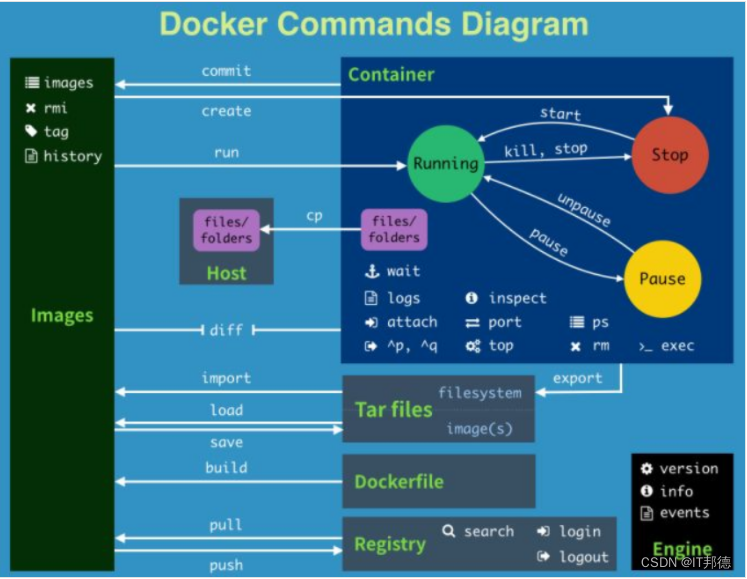 Docker Commands Diagram
images
rmi
tag
history
Images
commit
create
run
cp
diff
import
load
save
build
pull
push
files/
folders
Host
Container
Running
start
kill, stop
Stop
unpause
pause
Pause
files/
folders
wait
logs
inspect
attach
port
ps
^p, ^q
top
rm
>_ exec
export
filesystem
Tar files
image(s)
Dockerfile
Registry
search
login
logout
version
info
events
Engine
CSDN @IT邦德